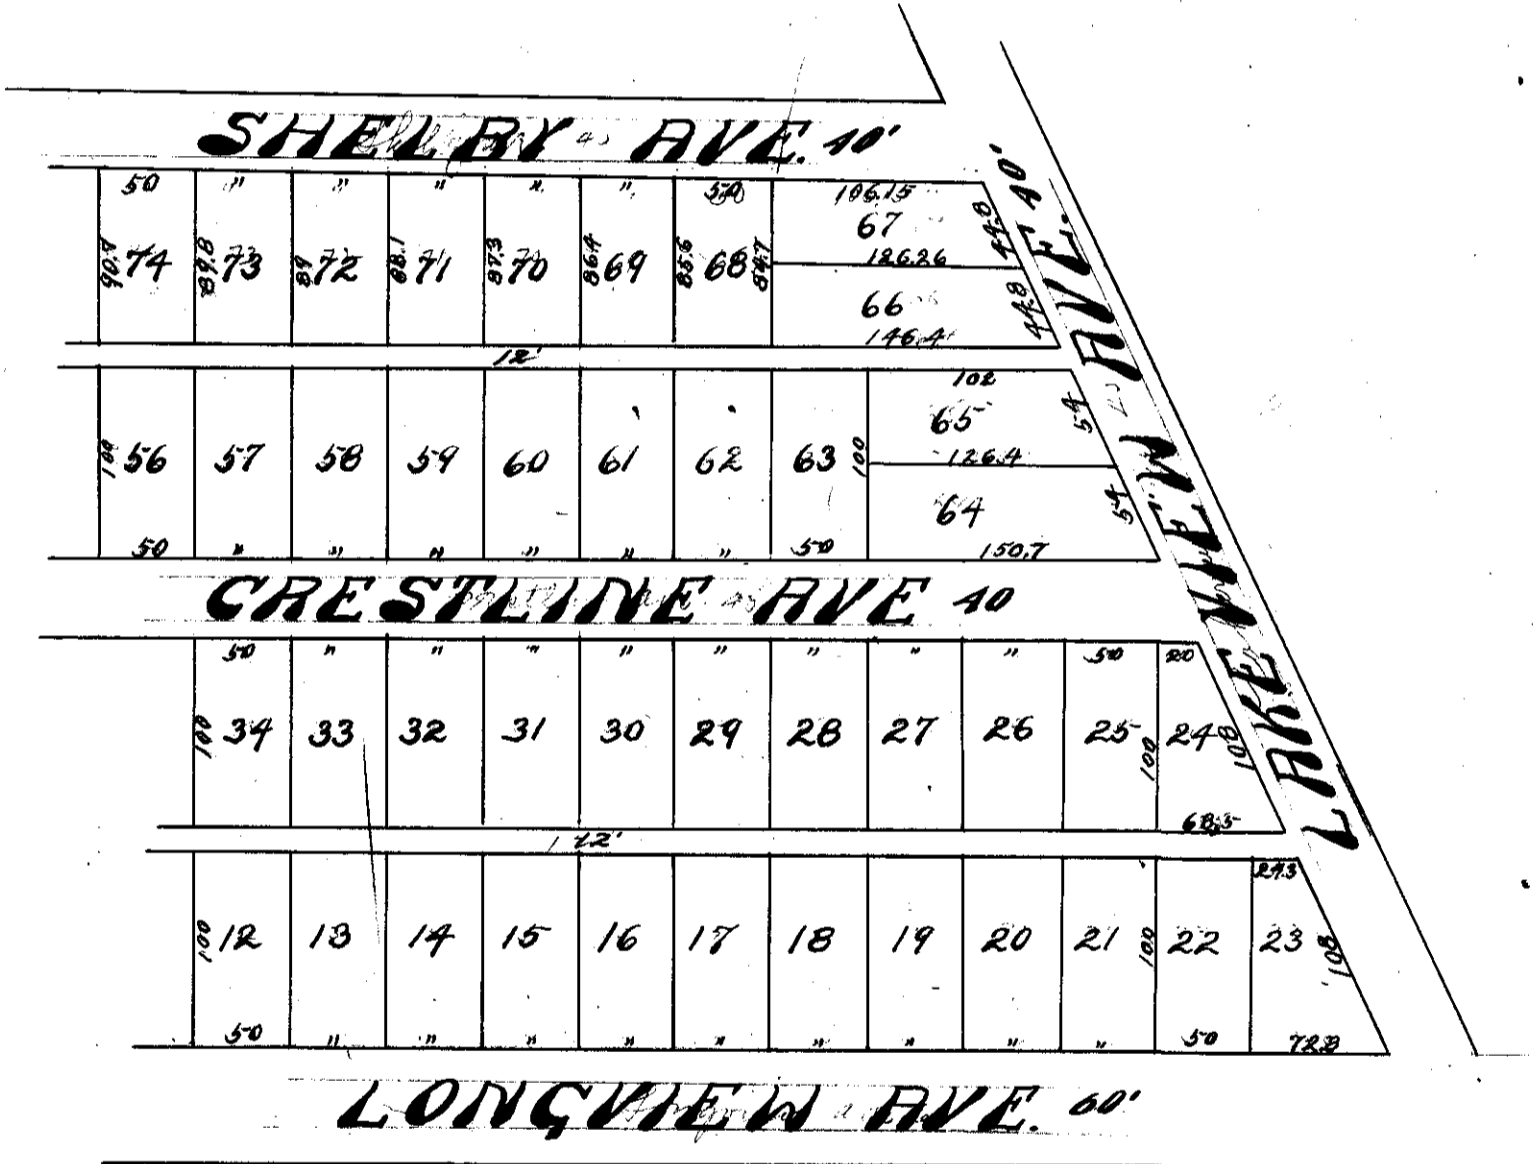 SHELBY AVE. 40'
50 " " " " " 50 106.15
67
90.7 74 89.8 73 89 72 88.1 71 87.3 70 86.4 69 85.6 68 84.7
126.26 44.8
66 44.8
146.4
12'
102
65 54
100 56 57 58 59 60 61 62 63 100
126.4
64 54
50 " " " " " " 50 150.7
LAKE VIEW AVE. 40'
CRESTLINE AVE 40
50 " " " " " " " " 50 20
100 34 33 32 31 30 29 28 27 26 25 100 24 108
68.5
12'
24.3
100 12 13 14 15 16 17 18 19 20 21 100 22 23 108
50 " " " " " " " " " 50 72.8
LONGVIEW AVE. 60'